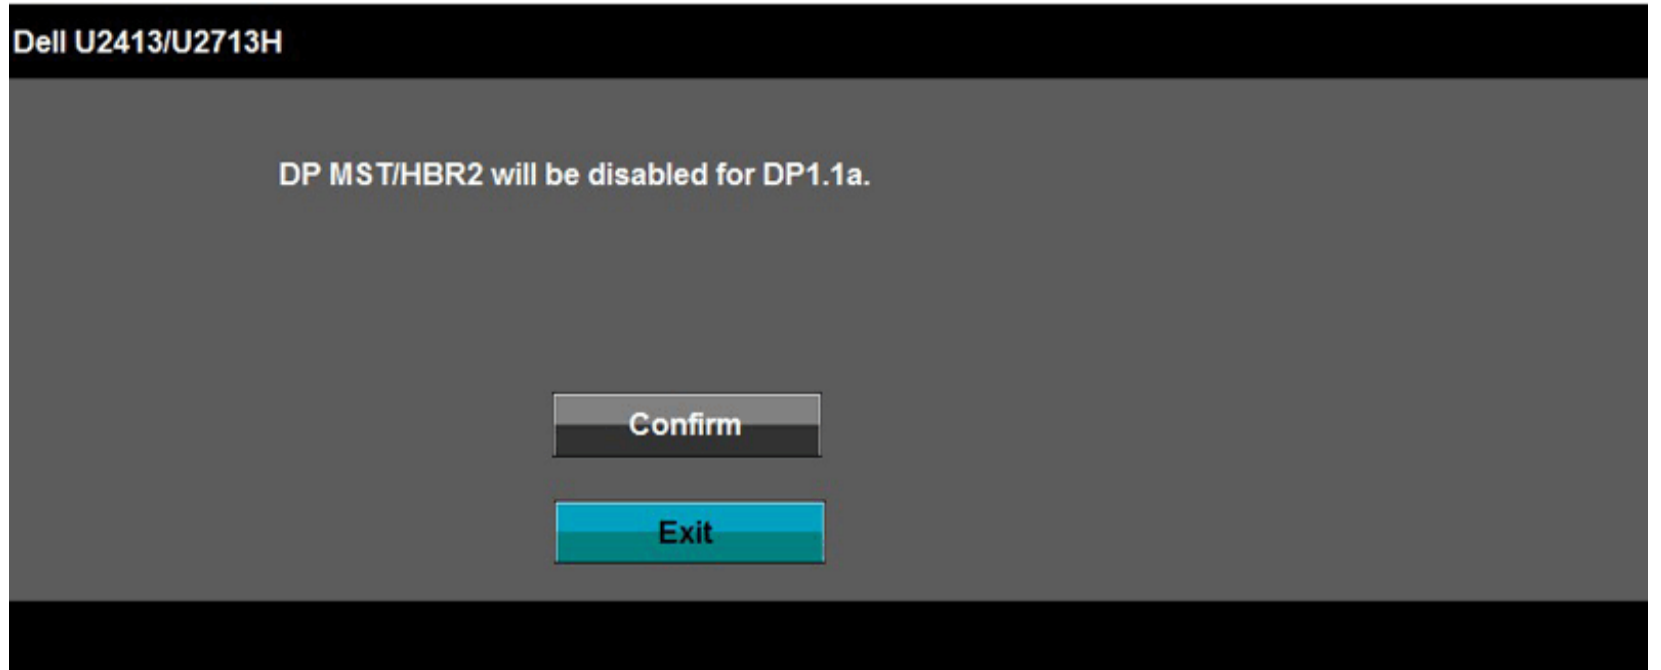 Dell U2413/U2713H
DP MST/HBR2 will be disabled for DP1.1a.
Confirm
Exit